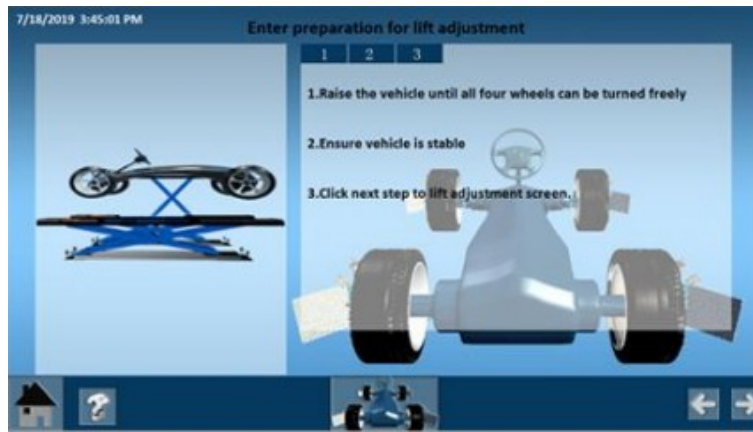 7/18/2019 3:45:01 PM
Enter preparation for lift adjustment
1 2 3
1.Raise the vehicle until all four wheels can be turned freely
2.Ensure vehicle is stable
3.Click next step to lift adjustment screen.
?